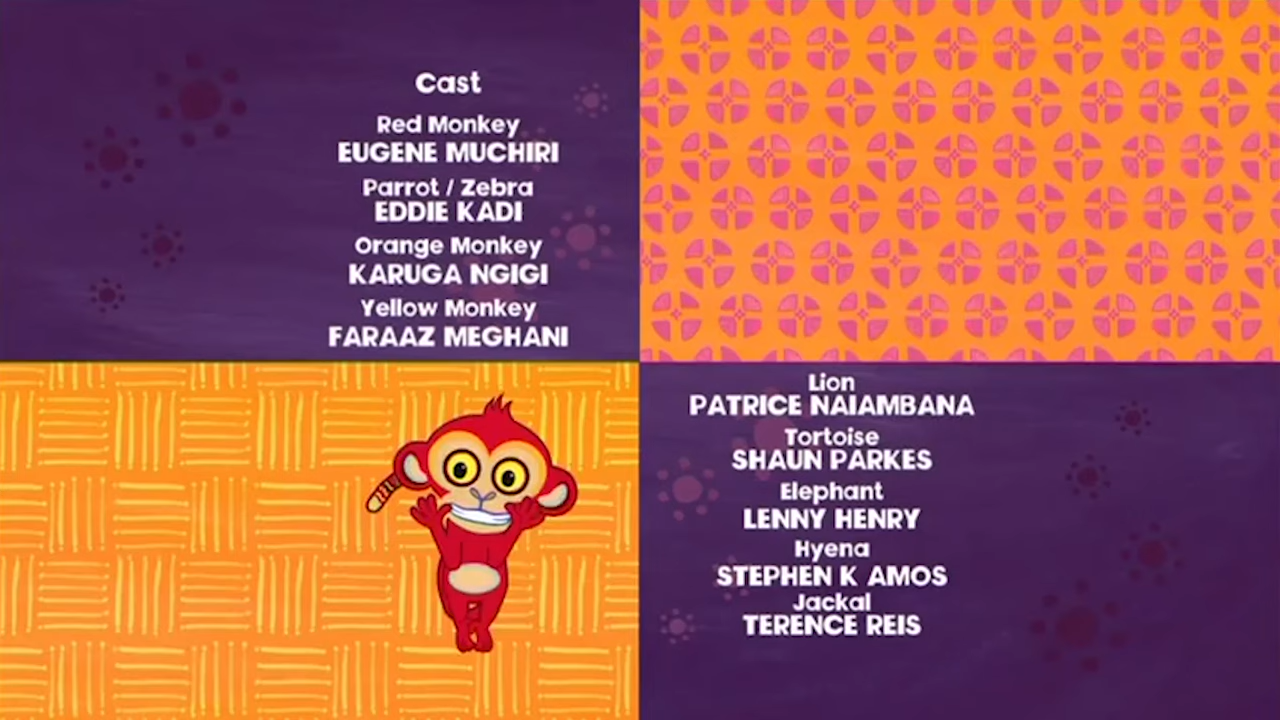 Cast
Red Monkey
EUGENE MUCHIRI
Parrot / Zebra
EDDIE KADI
Orange Monkey
KARUGA NGIGI
Yellow Monkey
FARAAZ MEGHANI
Lion
PATRICE NAIAMBANA
Tortoise
SHAUN PARKES
Elephant
LENNY HENRY
Hyena
STEPHEN K AMOS
Jackal
TERENCE REIS